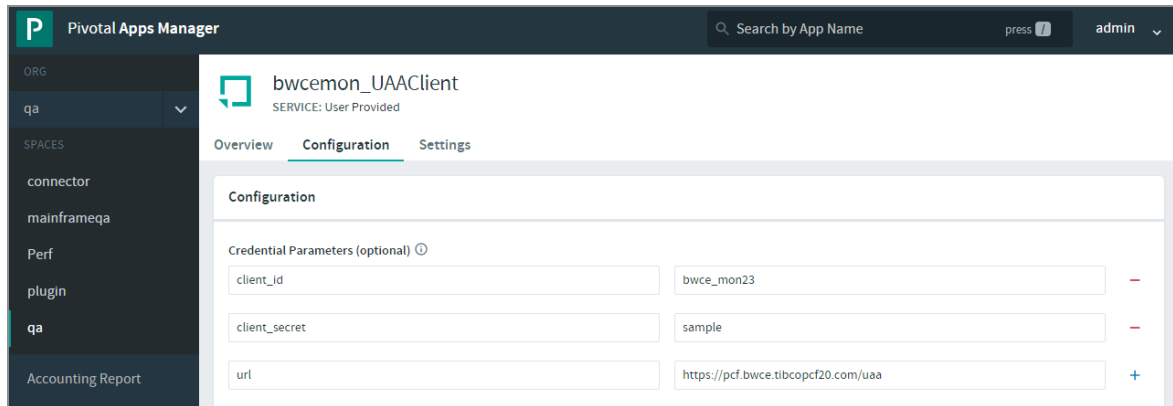 P Pivotal Apps Manager Search by App Name press / admin
ORG
qa
SPACES
connector
mainframeqa
Perf
plugin
qa
Accounting Report
bwcemon_UAAClient
SERVICE: User Provided
Overview Configuration Settings
Configuration
Credential Parameters (optional)
client_id bwce_mon23
client_secret sample
url https://pcf.bwce.tibcopcf20.com/uaa